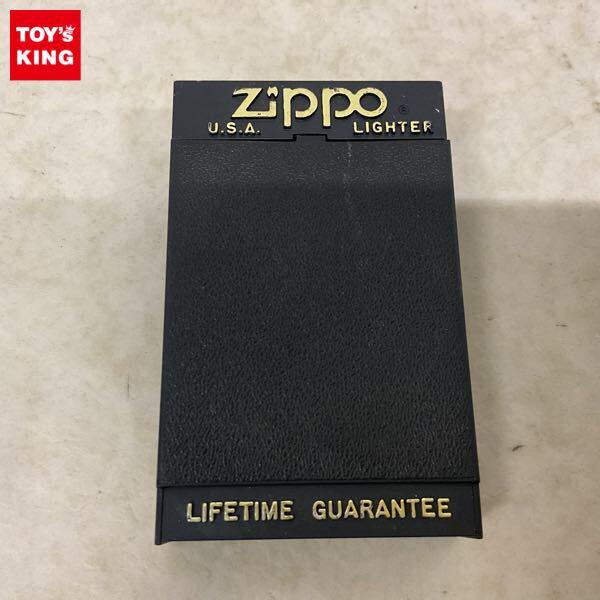 TOY's
KING
Zippo ®
U.S.A. LIGHTER
LIFETIME GUARANTEE